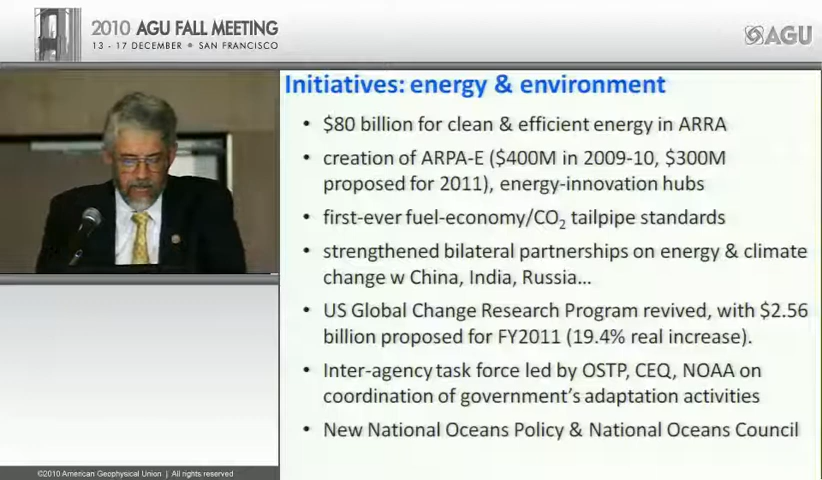 2010 AGU FALL MEETING
13 - 17 DECEMBER • SAN FRANCISCO
AGU
Initiatives: energy & environment
• $80 billion for clean & efficient energy in ARRA
• creation of ARPA-E ($400M in 2009-10, $300M
proposed for 2011), energy-innovation hubs
• first-ever fuel-economy/CO₂ tailpipe standards
• strengthened bilateral partnerships on energy & climate
change w China, India, Russia…
• US Global Change Research Program revived, with $2.56
billion proposed for FY2011 (19.4% real increase).
• Inter-agency task force led by OSTP, CEQ, NOAA on
coordination of government’s adaptation activities
• New National Oceans Policy & National Oceans Council
©2010 American Geophysical Union | All rights reserved